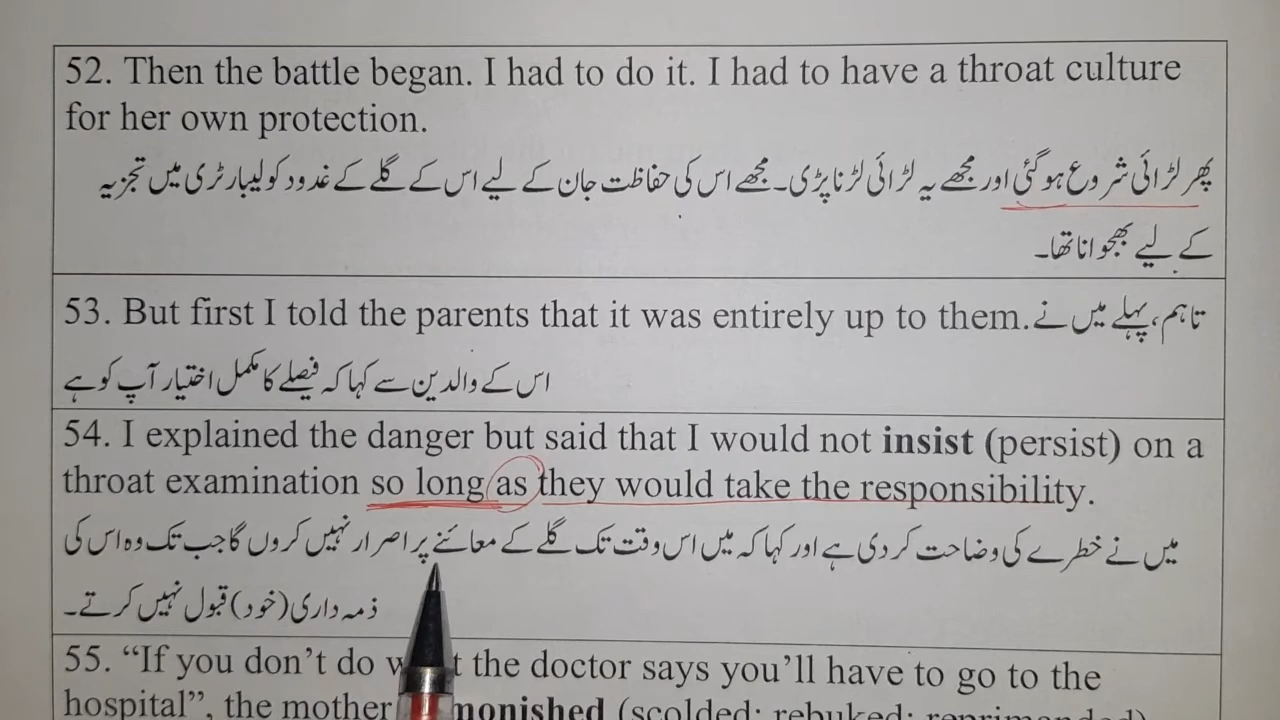 52. Then the battle began. I had to do it. I had to have a throat culture
for her own protection.
پھر لڑائی شروع ہوگئی اور مجھے یہ لڑائی لڑنا پڑی۔ مجھے اس کی حفاظت جان کے لیے اس کے گلے کے غدود کو لیبارٹری میں تجزیہ
کے لیے بھجوانا تھا۔
53. But first I told the parents that it was entirely up to them. تاہم، پہلے میں نے
اس کے والدین سے کہا کہ فیصلے کا مکمل اختیار آپ کو ہے
54. I explained the danger but said that I would not insist (persist) on a
throat examination so long as they would take the responsibility.
میں نے خطرے کی وضاحت کر دی ہے اور کہا کہ میں اس وقت تک گلے کے معائنے پر اصرار نہیں کروں گا جب تک وہ اس کی
ذمہ داری (خود) قبول نہیں کرتے۔
55. “If you don’t do the doctor says you’ll have to go to the
hospital”, the mother (scolded; rebuked; reprimanded)